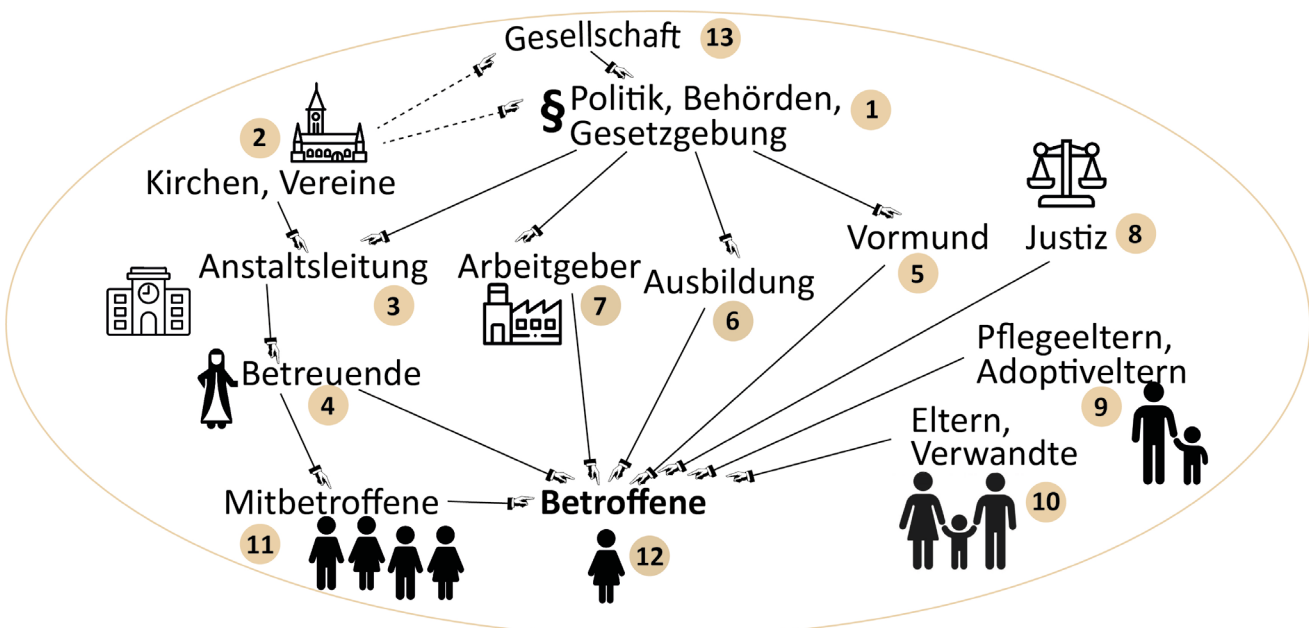 Gesellschaft 13
§ Politik, Behörden, 1
Gesetzgebung
2
Kirchen, Vereine
Vormund
5
Justiz 8
Anstaltsleitung
3
Arbeitgeber
7
Ausbildung
6
Pflegeeltern,
Adoptiveltern
9
Betreuende
4
Eltern,
Verwandte
10
Mitbetroffene
11
Betroffene
12